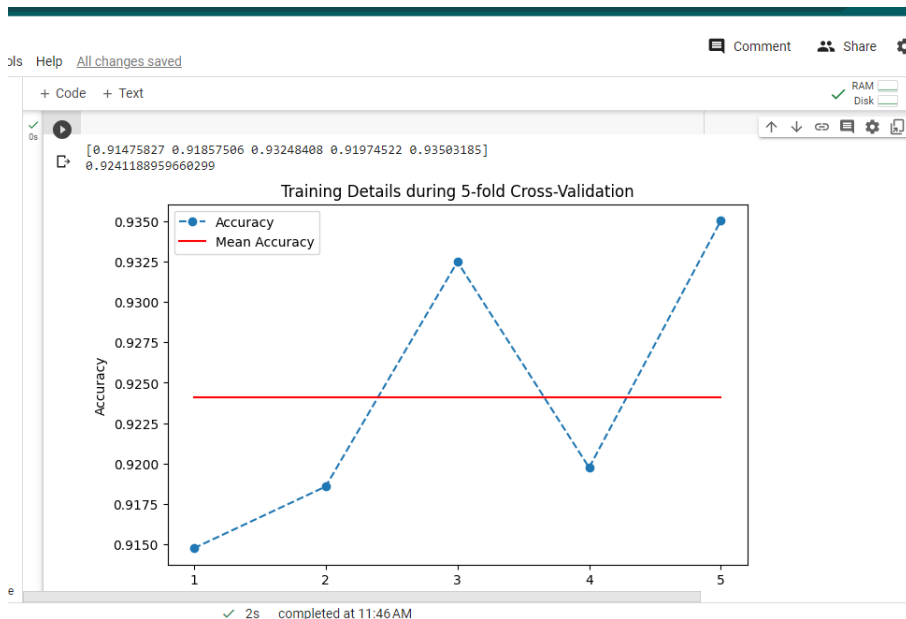 Comment Share
ols Help All changes saved
+ Code + Text
RAM
Disk
0s
[0.91475827 0.91857506 0.93248408 0.91974522 0.93503185]
0.9241188959660299
Training Details during 5-fold Cross-Validation
Accuracy
Mean Accuracy
0.9350
0.9325
0.9300
0.9275
0.9250
0.9225
0.9200
0.9175
0.9150
Accuracy
1 2 3 4 5
e
2s completed at 11:46 AM